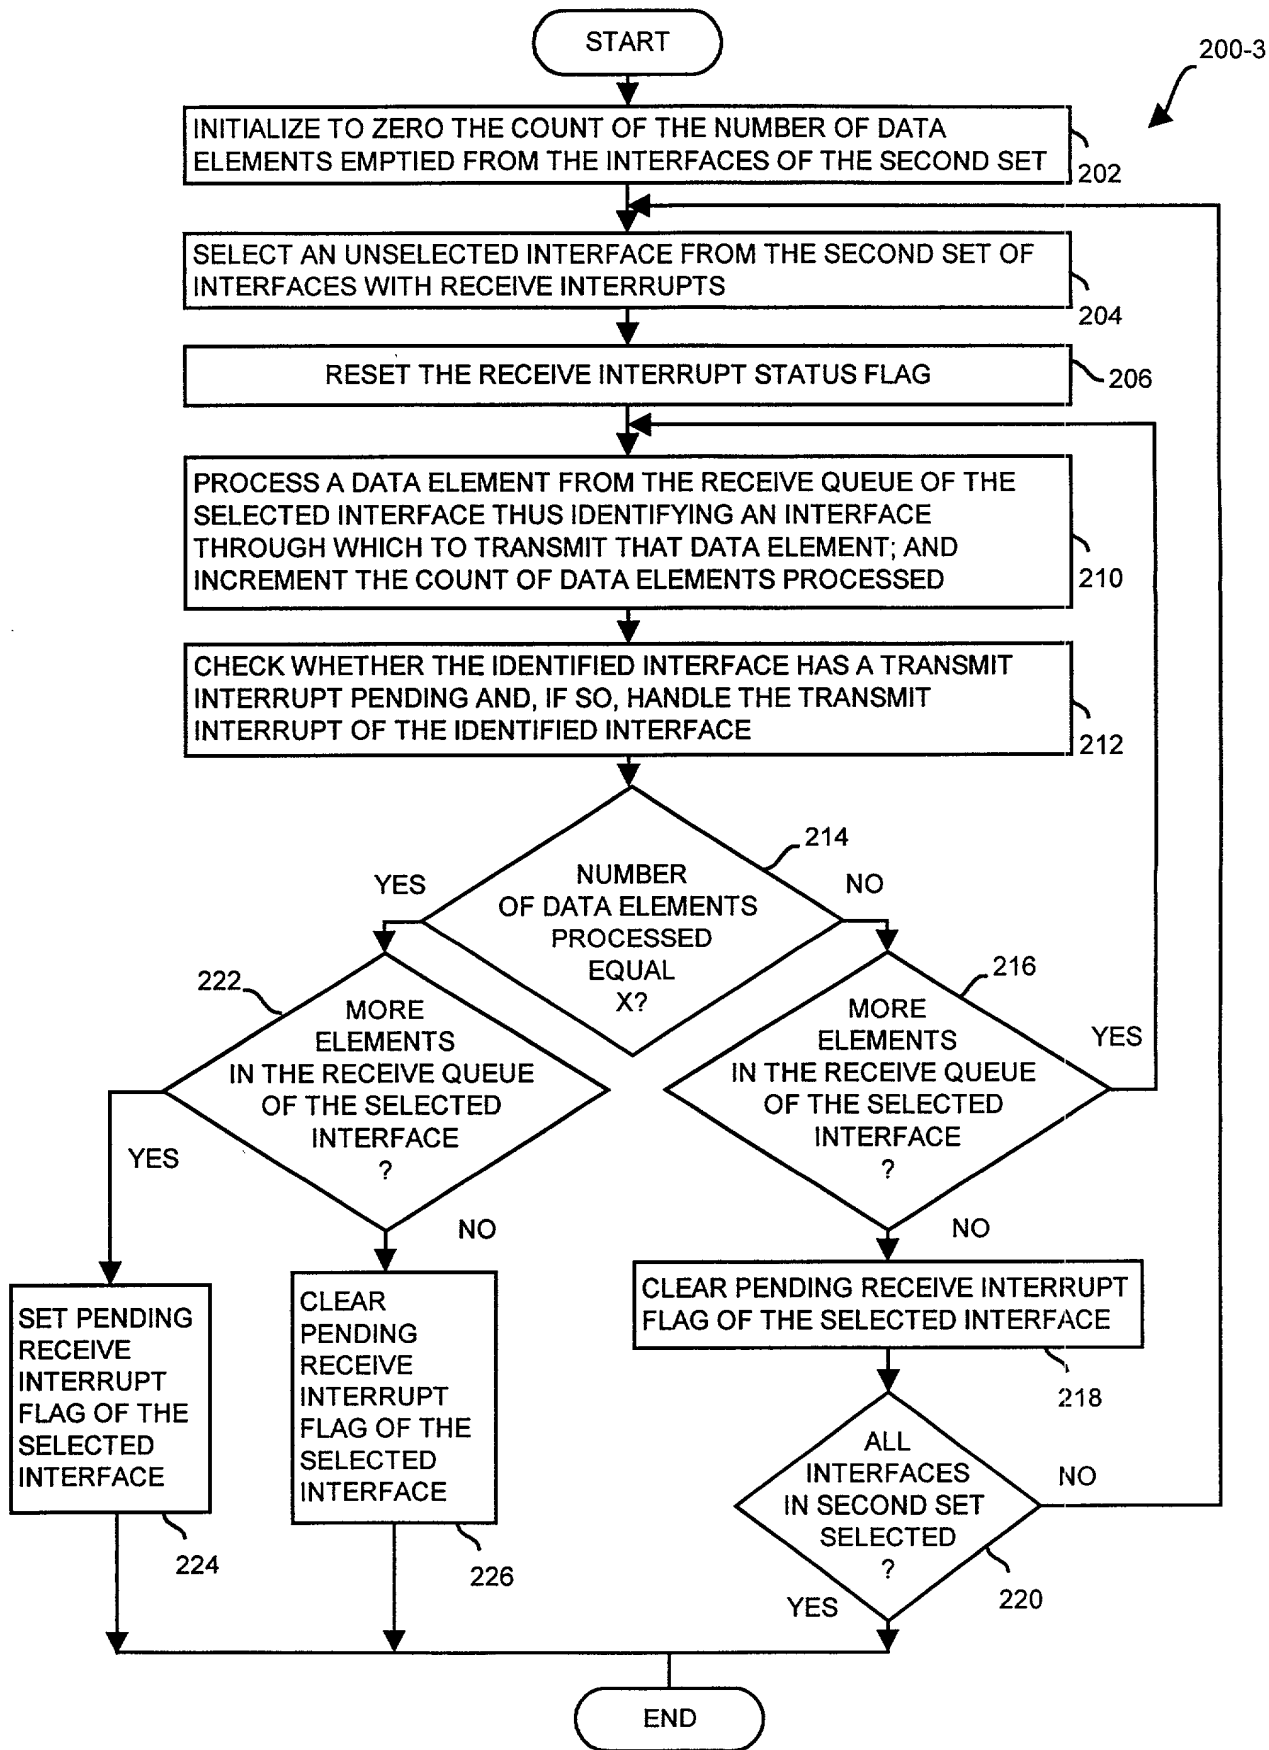 START
200-3
INITIALIZE TO ZERO THE COUNT OF THE NUMBER OF DATA
ELEMENTS EMPTIED FROM THE INTERFACES OF THE SECOND SET
202
SELECT AN UNSELECTED INTERFACE FROM THE SECOND SET OF
INTERFACES WITH RECEIVE INTERRUPTS
204
RESET THE RECEIVE INTERRUPT STATUS FLAG
206
PROCESS A DATA ELEMENT FROM THE RECEIVE QUEUE OF THE
SELECTED INTERFACE THUS IDENTIFYING AN INTERFACE
THROUGH WHICH TO TRANSMIT THAT DATA ELEMENT; AND
INCREMENT THE COUNT OF DATA ELEMENTS PROCESSED
210
CHECK WHETHER THE IDENTIFIED INTERFACE HAS A TRANSMIT
INTERRUPT PENDING AND, IF SO, HANDLE THE TRANSMIT
INTERRUPT OF THE IDENTIFIED INTERFACE
212
214
YES
NO
NUMBER
OF DATA ELEMENTS
PROCESSED
EQUAL
X?
222
MORE
ELEMENTS
IN THE RECEIVE QUEUE
OF THE SELECTED
INTERFACE
?
YES
NO
216
MORE
ELEMENTS
IN THE RECEIVE QUEUE
OF THE SELECTED
INTERFACE
?
YES
NO
SET PENDING
RECEIVE
INTERRUPT
FLAG OF THE
SELECTED
INTERFACE
224
CLEAR
PENDING
RECEIVE
INTERRUPT
FLAG OF THE
SELECTED
INTERFACE
226
CLEAR PENDING RECEIVE INTERRUPT
FLAG OF THE SELECTED INTERFACE
218
ALL
INTERFACES
IN SECOND SET
SELECTED
?
NO
220
YES
END